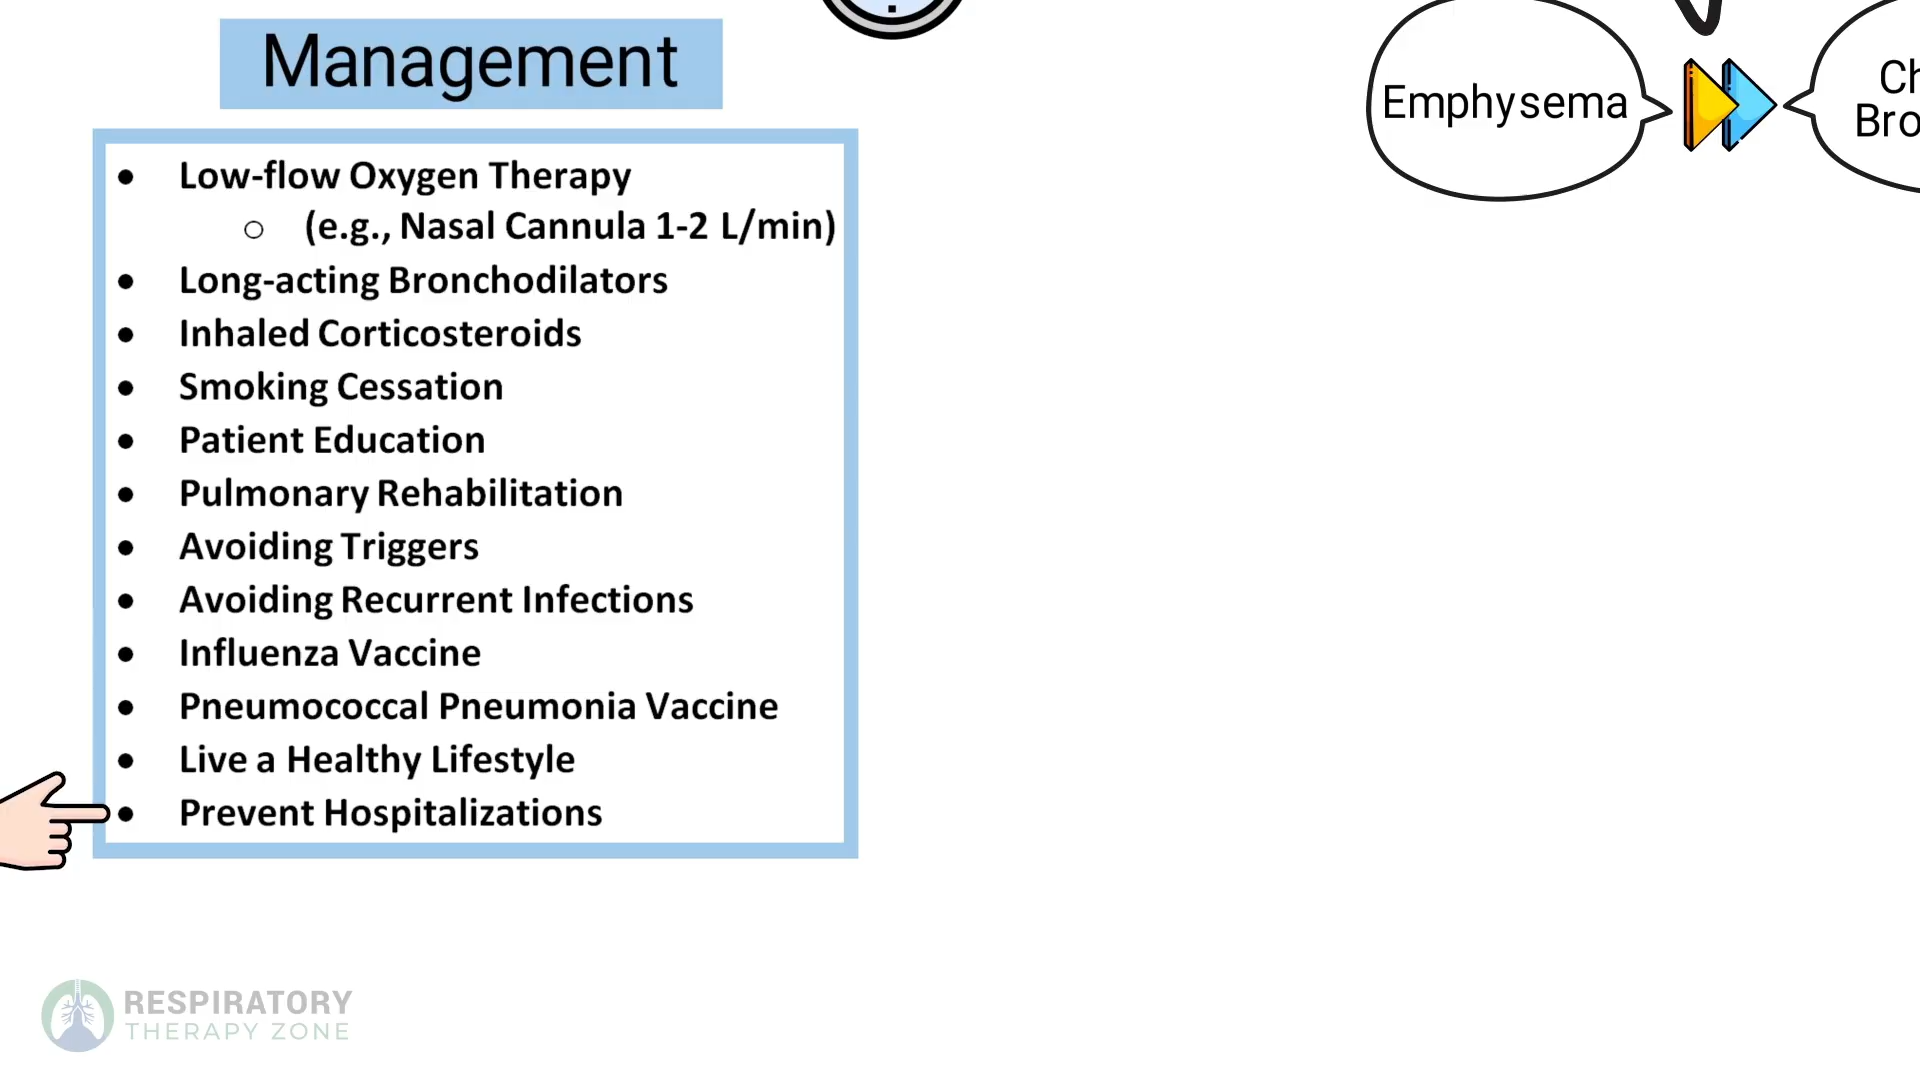 Management
• Low-flow Oxygen Therapy
o (e.g., Nasal Cannula 1-2 L/min)
• Long-acting Bronchodilators
• Inhaled Corticosteroids
• Smoking Cessation
• Patient Education
• Pulmonary Rehabilitation
• Avoiding Triggers
• Avoiding Recurrent Infections
• Influenza Vaccine
• Pneumococcal Pneumonia Vaccine
• Live a Healthy Lifestyle
• Prevent Hospitalizations
Emphysema
Ch
Bro
RESPIRATORY
THERAPY ZONE